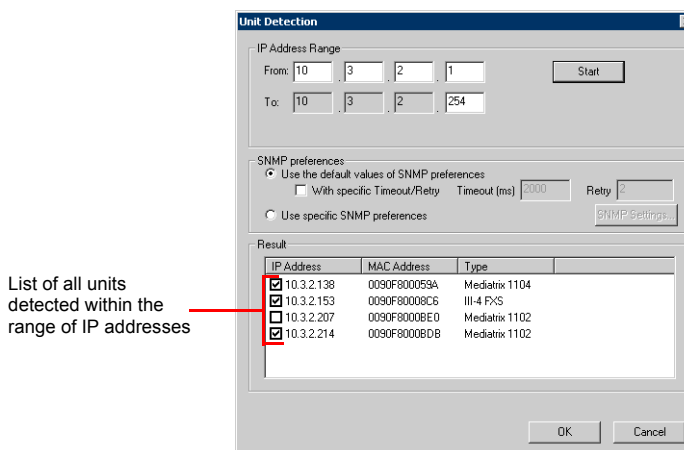 Unit Detection
IP Address Range
From: 10 . 3 . 2 . 1 Start
To: 10 . 3 . 2 . 254
SNMP preferences
Use the default values of SNMP preferences
With specific Timeout/Retry Timeout (ms) 2000 Retry 2
Use specific SNMP preferences SNMP Settings...
Result
IP Address MAC Address Type
10.3.2.138 0090F800059A Mediatrix 1104
10.3.2.153 0090F80008C6 III-4 FXS
10.3.2.207 0090F8000BE0 Mediatrix 1102
10.3.2.214 0090F8000BDB Mediatrix 1102
List of all units
detected within the
range of IP addresses
OK Cancel